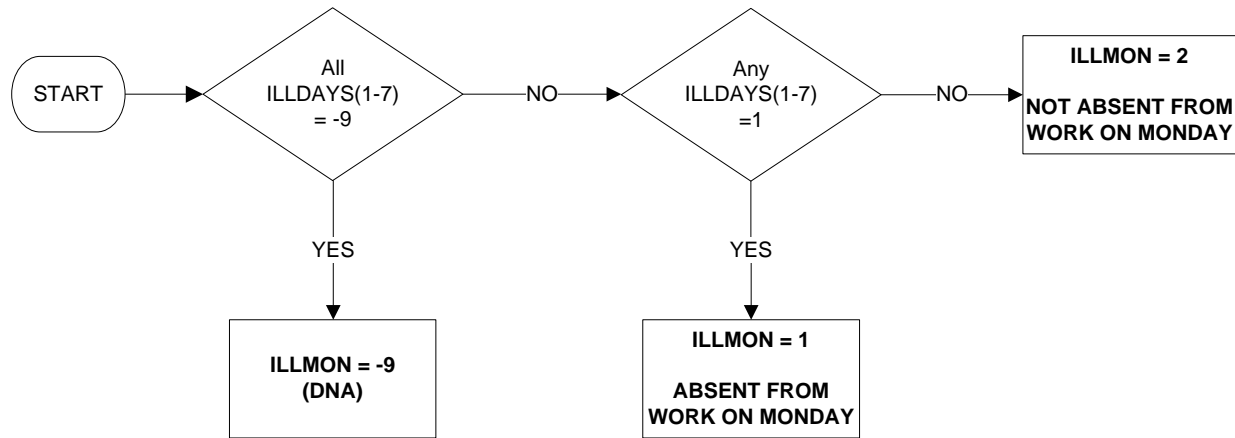 START
All
ILLDAYS(1-7)
= -9
NO
Any
ILLDAYS(1-7)
=1
NO
ILLMON = 2
NOT ABSENT FROM
WORK ON MONDAY
YES
YES
ILLMON = -9
(DNA)
ILLMON = 1
ABSENT FROM
WORK ON MONDAY